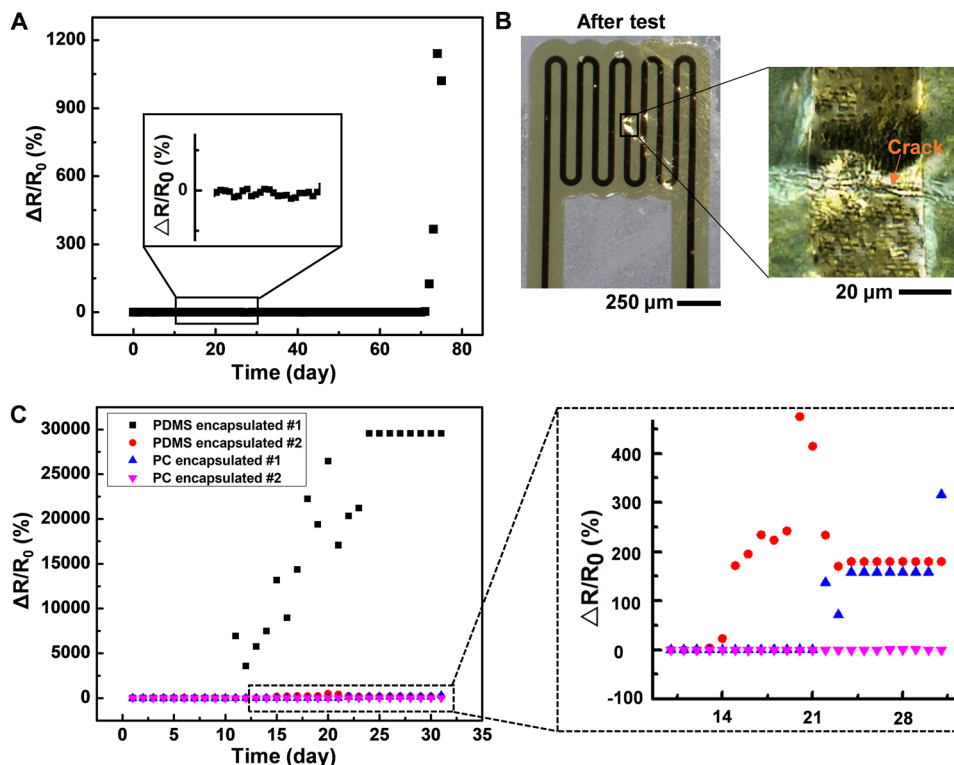 A
1200
900
600
300
0
ΔR/R0 (%)
△R/R0 (%)
0
0
20
40
60
80
Time (day)
B
After test
250 µm
Crack
20 µm
C
30000
25000
20000
15000
10000
5000
0
ΔR/R0 (%)
PDMS encapsulated #1
PDMS encapsulated #2
PC encapsulated #1
PC encapsulated #2
0
5
10
15
20
25
30
35
Time (day)
400
300
200
100
0
-100
△R/R0 (%)
14
21
28